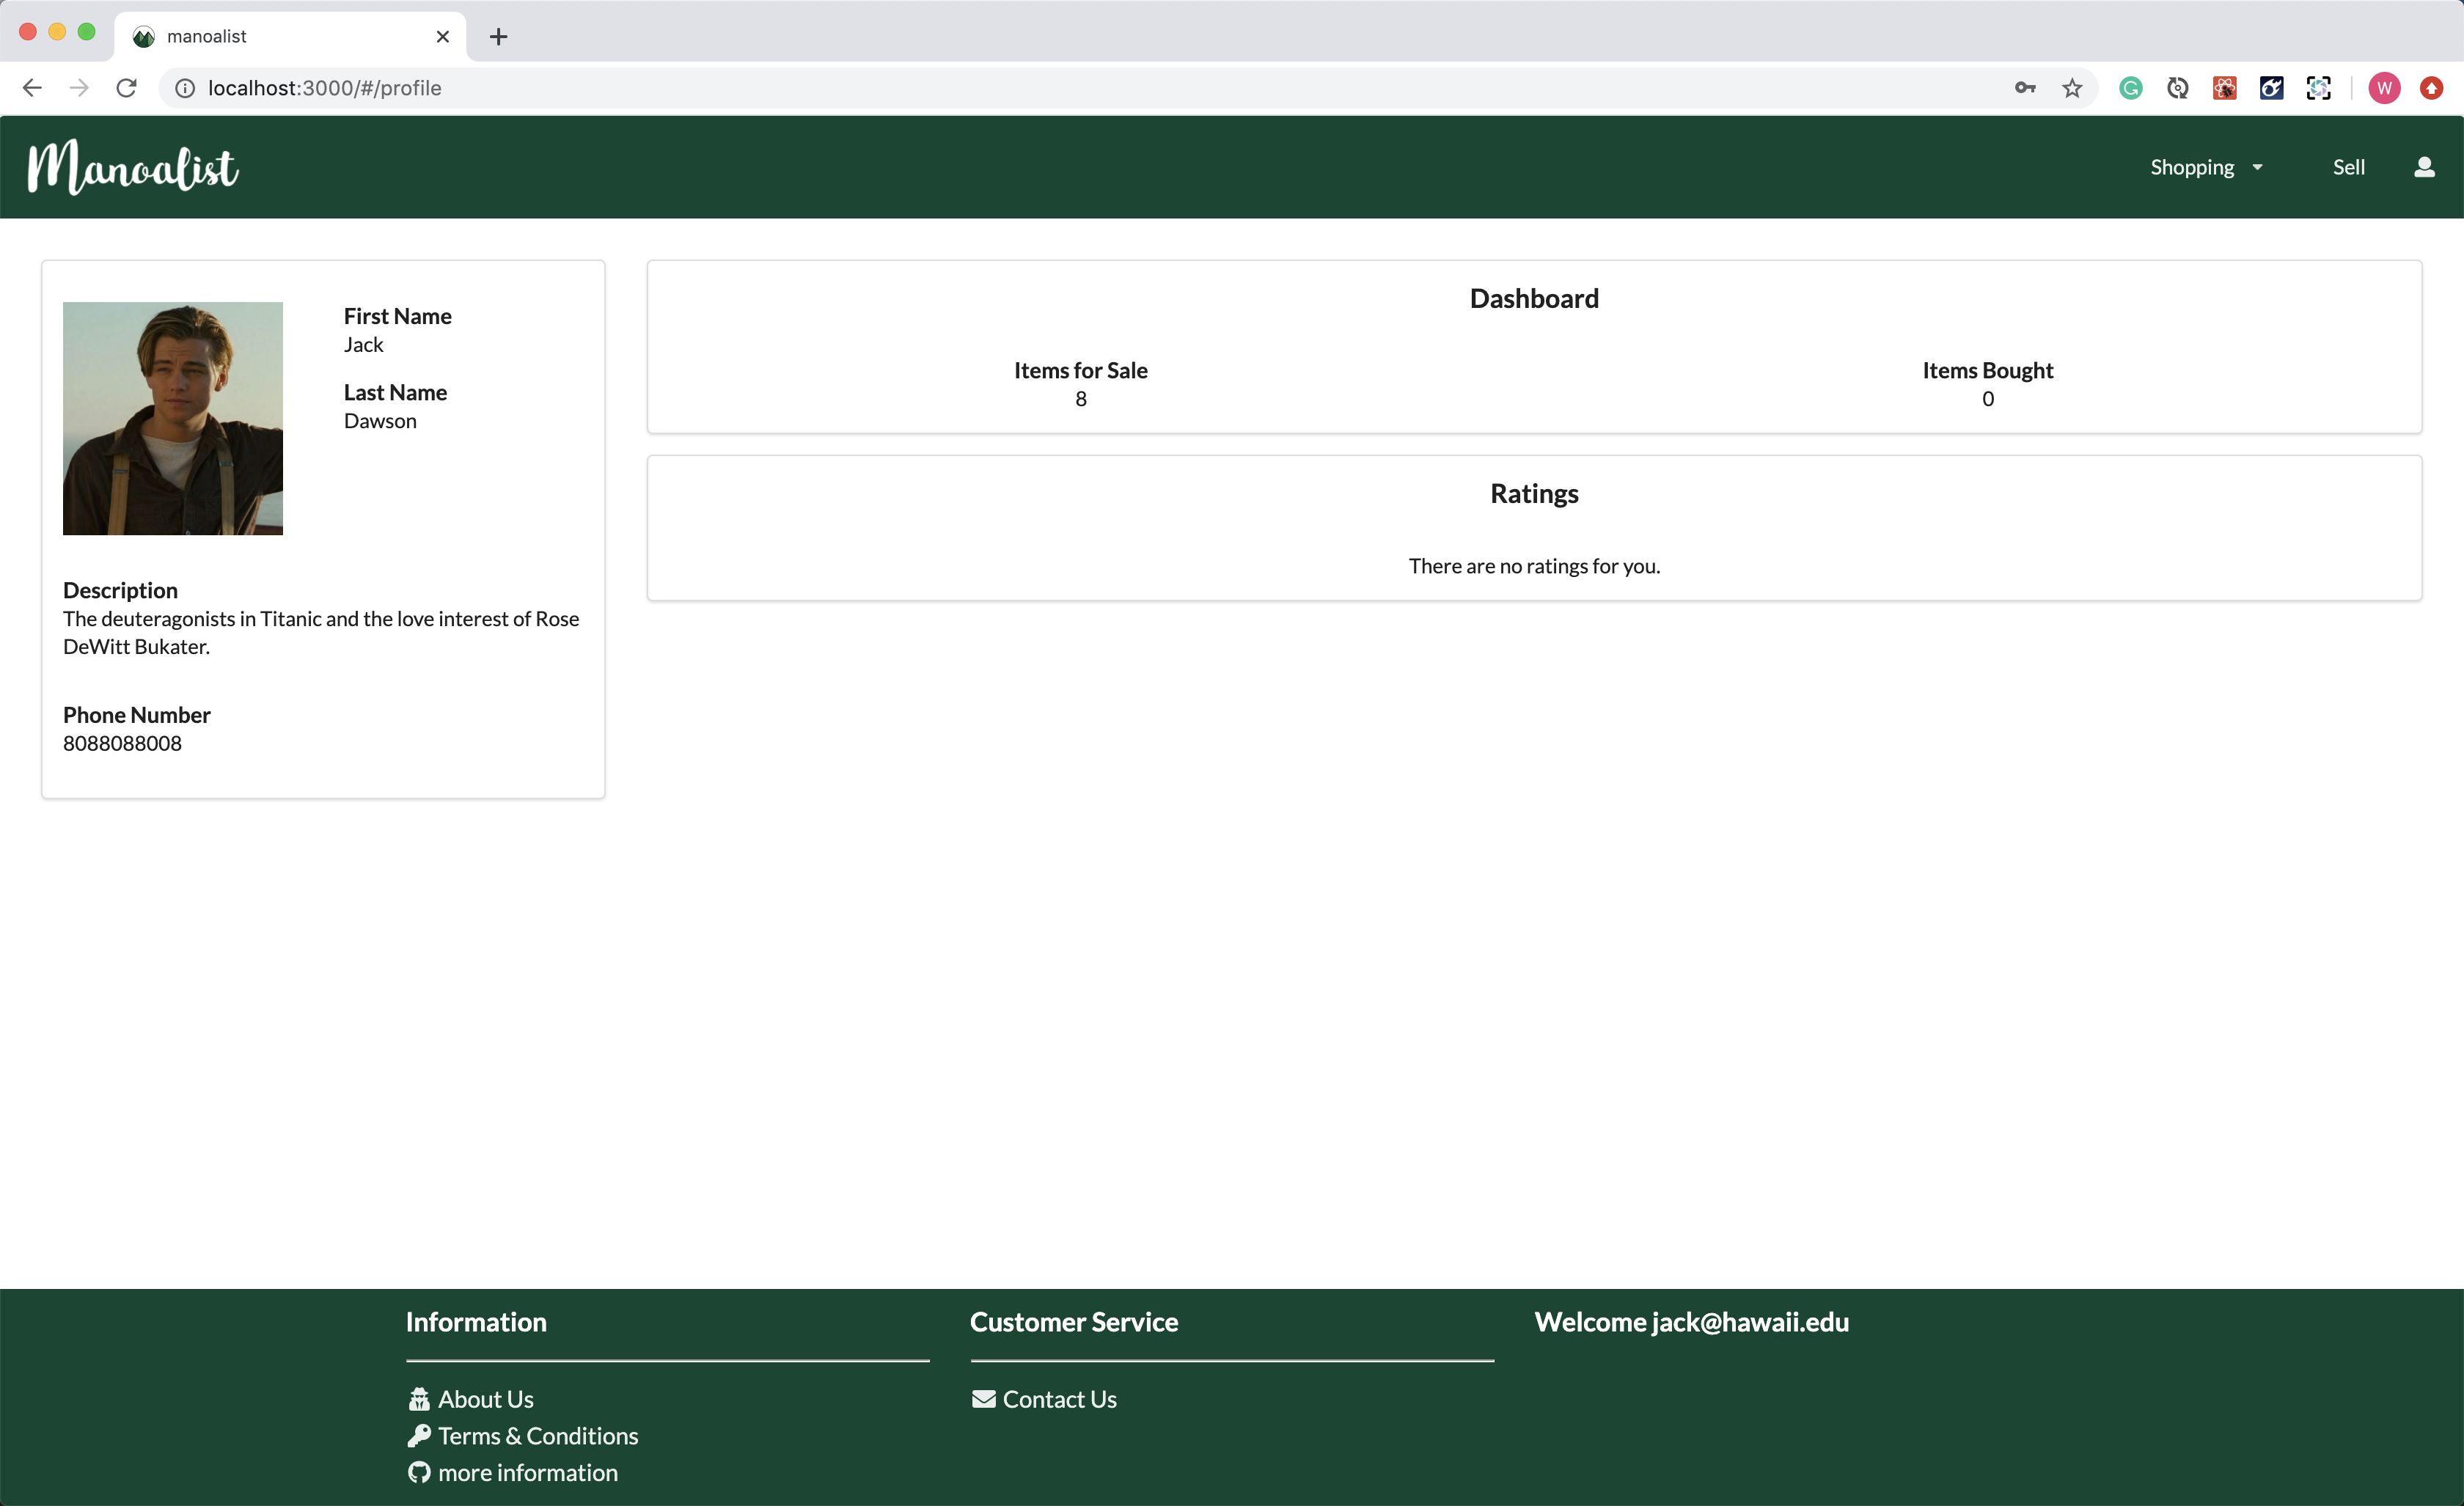 manoalist
localhost:3000/#/profile
W
Manoalist
Shopping
Sell
First Name
Jack
Last Name
Dawson
Description
The deuteragonists in Titanic and the love interest of Rose
DeWitt Bukater.
Phone Number
8088088008
Dashboard
Items for Sale
8
Items Bought
0
Ratings
There are no ratings for you.
Information
About Us
Terms & Conditions
more information
Customer Service
Contact Us
Welcome jack@hawaii.edu